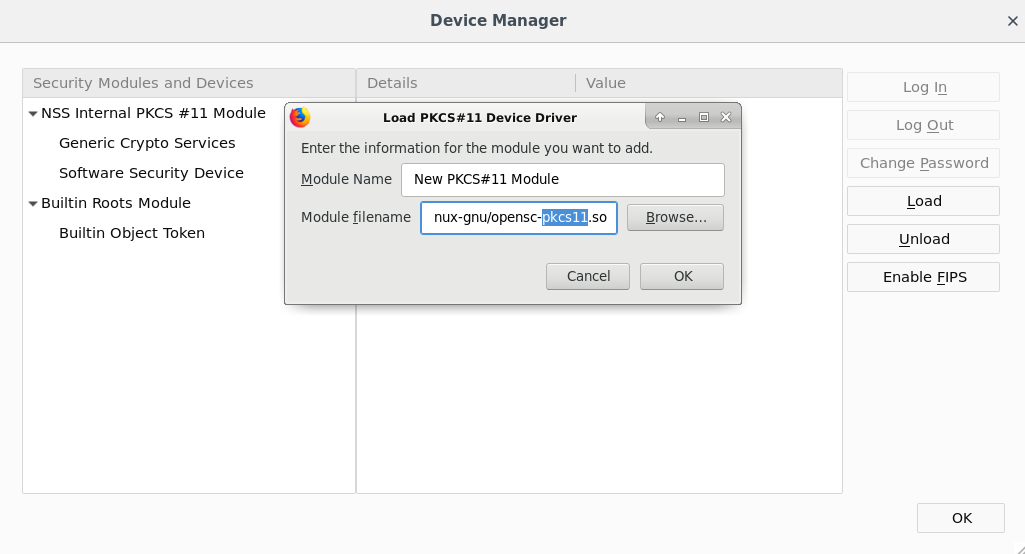 Device Manager
Security Modules and Devices
Details
Value
NSS Internal PKCS #11 Module
Generic Crypto Services
Software Security Device
Builtin Roots Module
Builtin Object Token
Load PKCS#11 Device Driver
Enter the information for the module you want to add.
Module Name
New PKCS#11 Module
Module filename
nux-gnu/opensc-pkcs11.so
Browse...
Cancel
OK
Log In
Log Out
Change Password
Load
Unload
Enable FIPS
OK